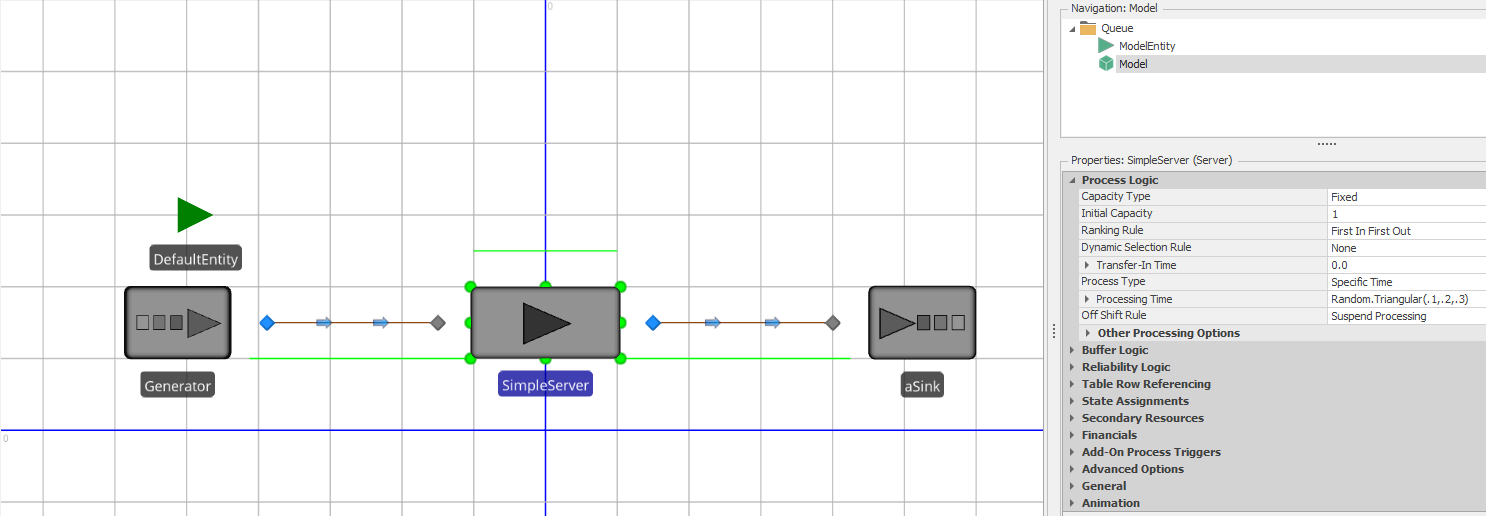 0
DefaultEntity
Generator
SimpleServer
aSink
0
Navigation: Model
Queue
ModelEntity
Model
Properties: SimpleServer (Server)
Process Logic
Capacity Type Fixed
Initial Capacity 1
Ranking Rule First In First Out
Dynamic Selection Rule None
Transfer-In Time 0.0
Process Type Specific Time
Processing Time Random.Triangular(.1,.2,.3)
Off Shift Rule Suspend Processing
Other Processing Options
Buffer Logic
Reliability Logic
Table Row Referencing
State Assignments
Secondary Resources
Financials
Add-On Process Triggers
Advanced Options
General
Animation